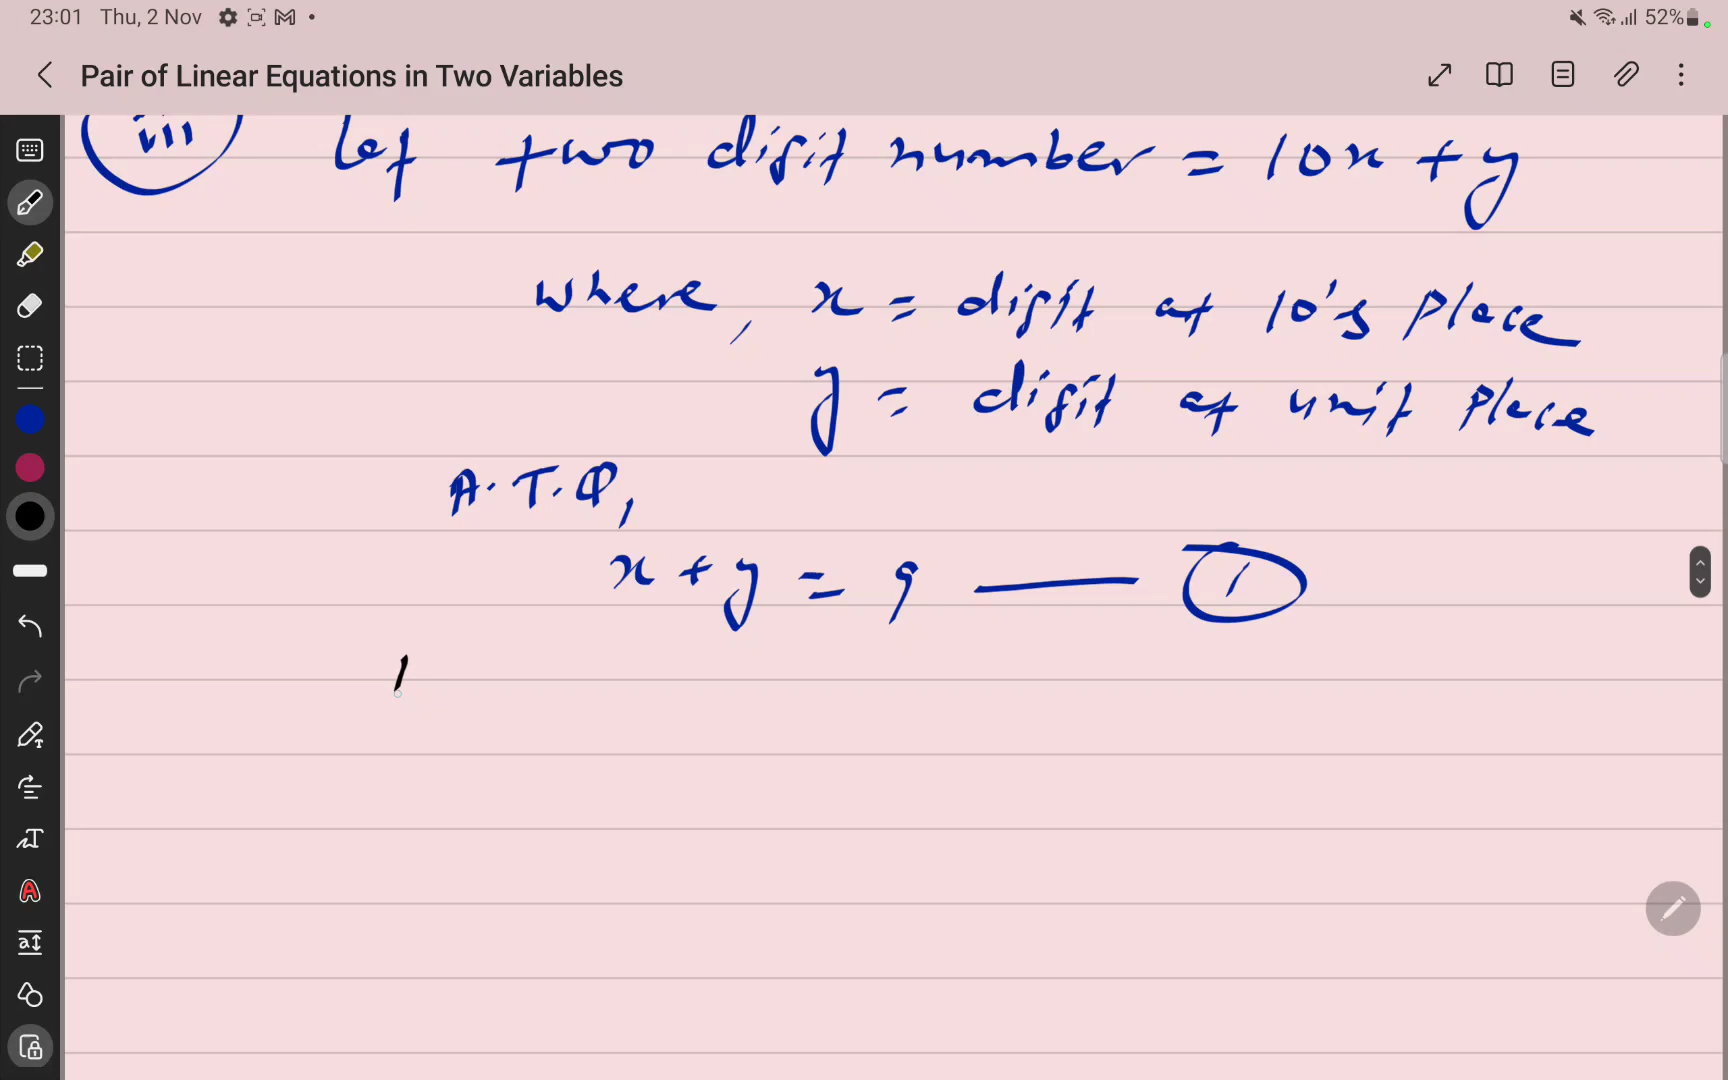 23:01 Thu, 2 Nov 52%
Pair of Linear Equations in Two Variables
iii Let two digit number = 10x + y
where, x = digit at 10's place
y = digit at unit place
A.T.Q,
x + y = 9 — 1